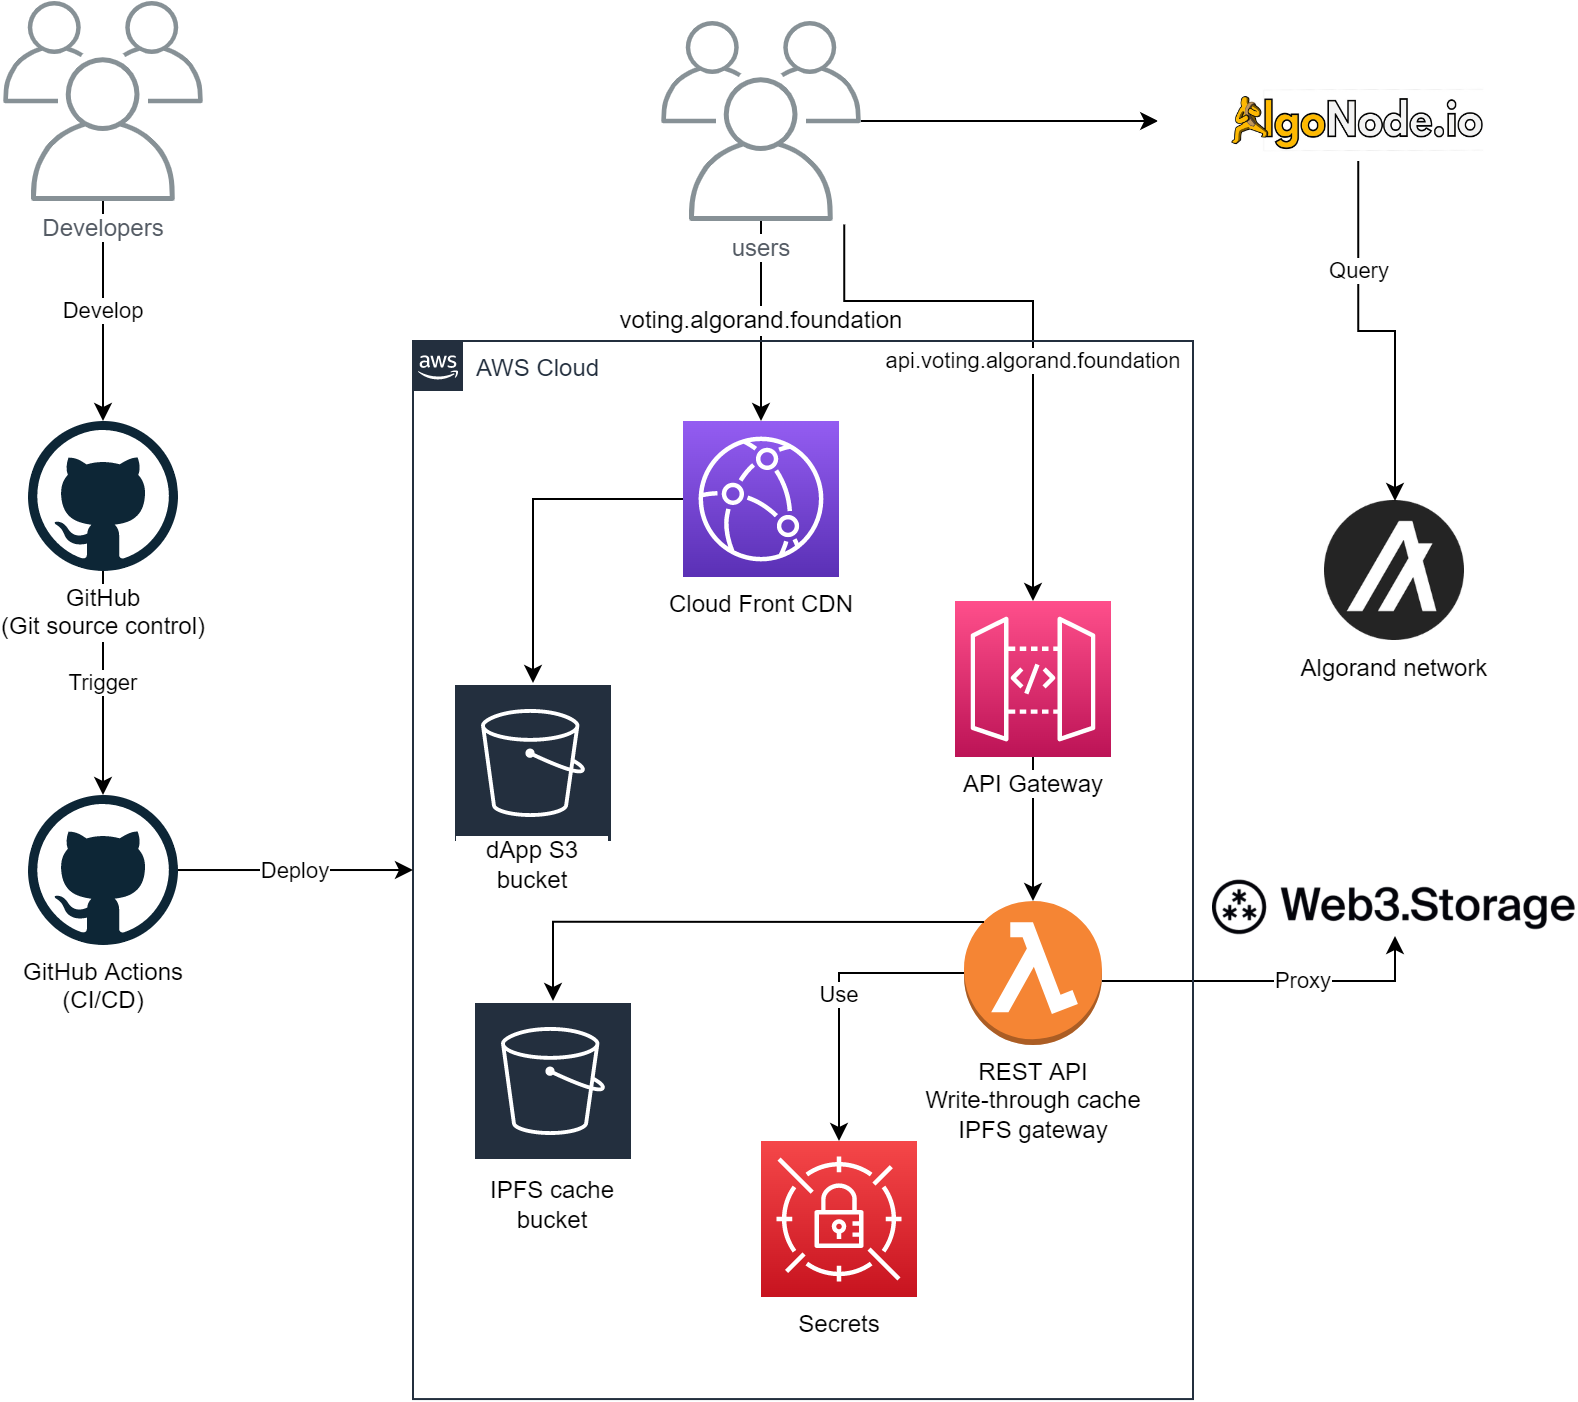 Developers
users
AlgoNode.io
Develop
Query
voting.algorand.foundation
aws
AWS Cloud
api.voting.algorand.foundation
GitHub
(Git source control)
Cloud Front CDN
Trigger
Algorand network
API Gateway
dApp S3
bucket
Deploy
Web3.Storage
GitHub Actions
(CI/CD)
Use
Proxy
REST API
Write-through cache
IPFS gateway
IPFS cache
bucket
Secrets